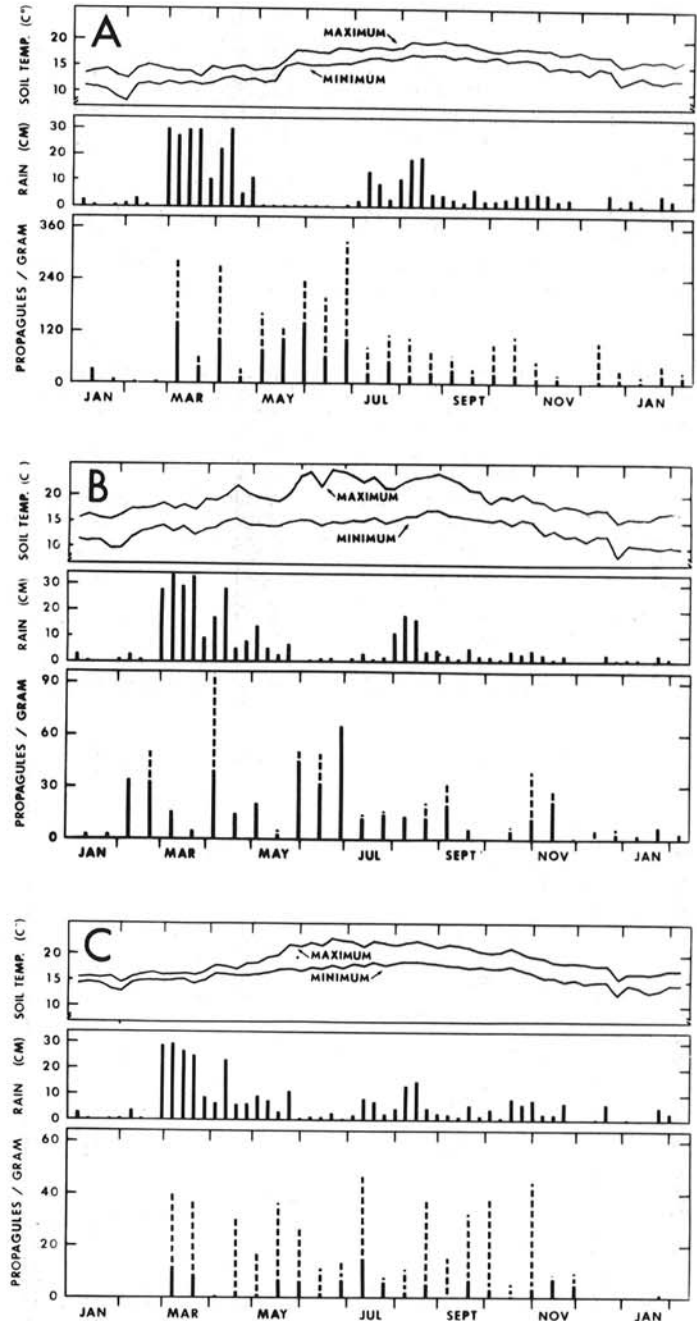 A
SOIL TEMP. (C°)
20
15
10
MAXIMUM
MINIMUM
RAIN (CM)
30
20
10
0
PROPAGULES / GRAM
360
240
120
0
JAN MAR MAY JUL SEPT NOV JAN
B
SOIL TEMP. (C
20
15
10
MAXIMUM
MINIMUM
RAIN (CM)
30
20
10
0
PROPAGULES / GRAM
90
60
30
0
JAN MAR MAY JUL SEPT NOV JAN
C
SOIL TEMP. (C°)
20
15
10
MAXIMUM
MINIMUM
RAIN (CM)
30
20
10
0
PROPAGULES / GRAM
60
40
20
0
JAN MAR MAY JUL SEPT NOV JAN